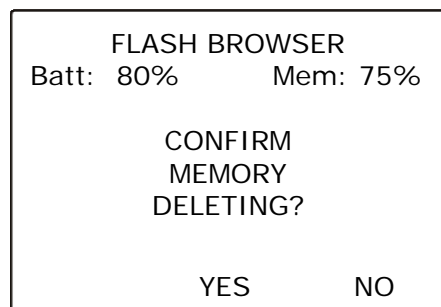 FLASH BROWSER
Batt: 80% Mem: 75%
CONFIRM
MEMORY
DELETING?
YES NO